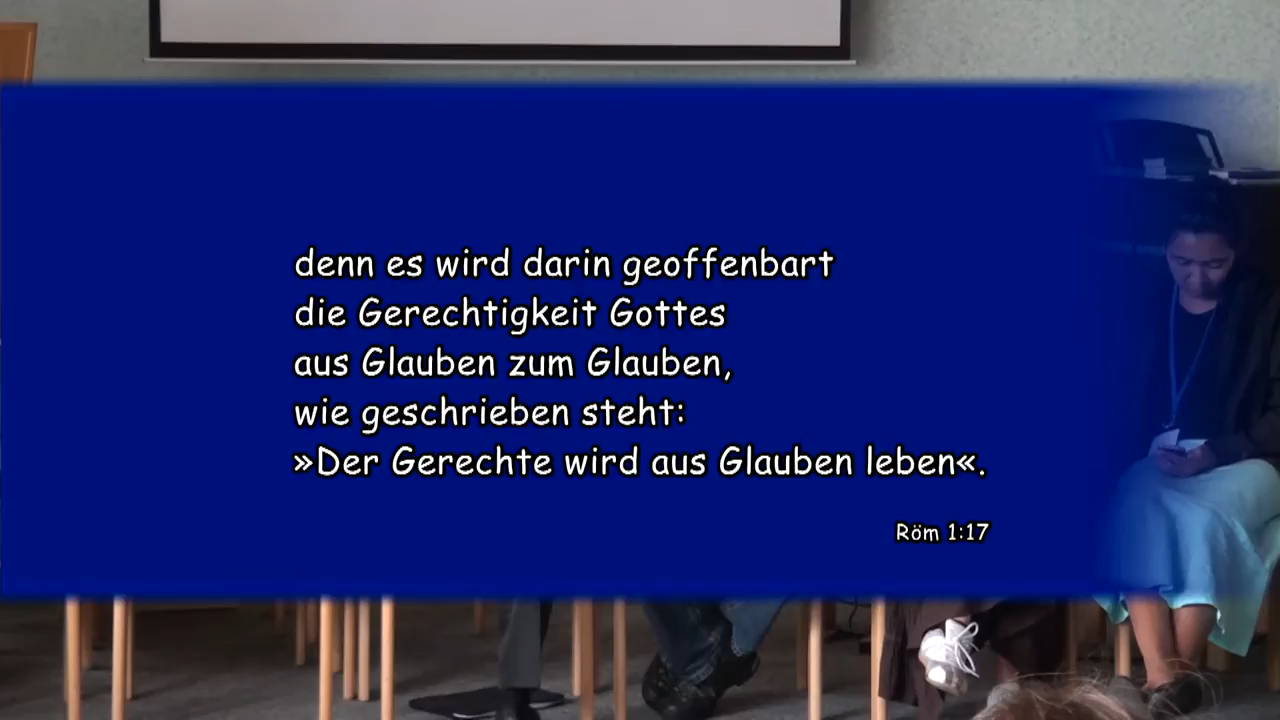 denn es wird darin geoffenbart
die Gerechtigkeit Gottes
aus Glauben zum Glauben,
wie geschrieben steht:
»Der Gerechte wird aus Glauben leben«.
Röm 1:17